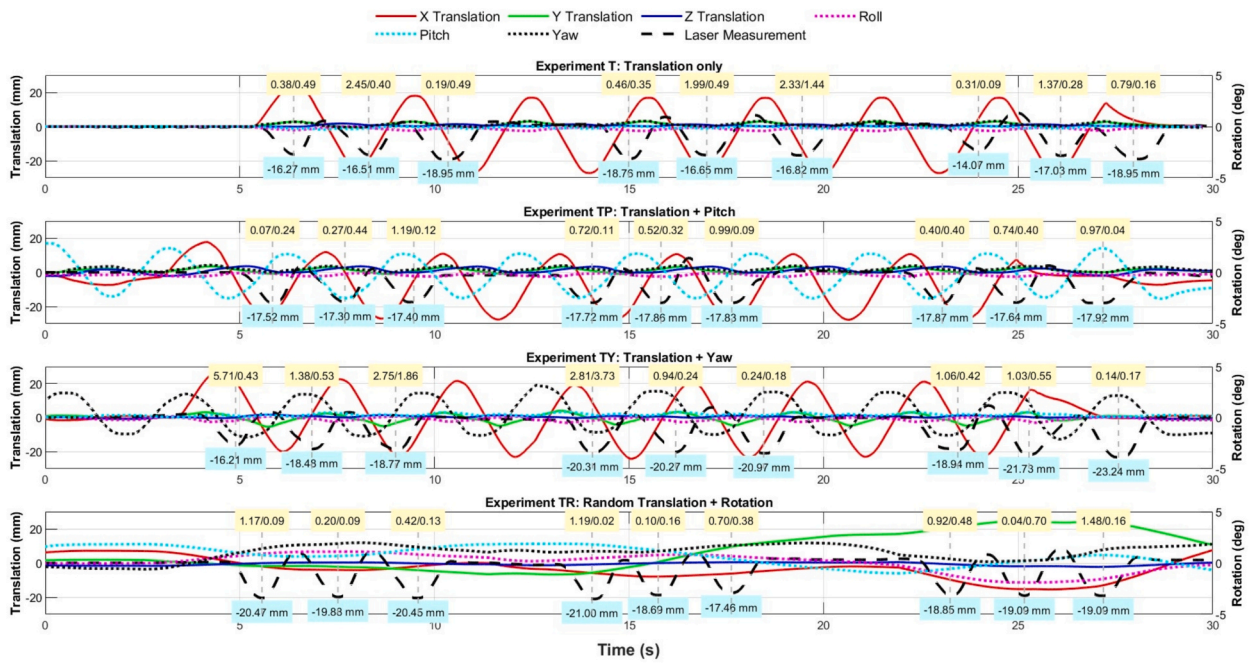 X Translation Y Translation Z Translation Roll
Pitch Yaw Laser Measurement
Experiment T: Translation only
Translation (mm)
20
0
-20
0.38/0.49 2.45/0.40 0.19/0.49 0.46/0.35 1.99/0.49 2.33/1.44 0.31/0.09 1.37/0.28 0.79/0.16
-16.27 mm -16.51 mm -18.95 mm -18.76 mm -16.65 mm -16.82 mm -14.07 mm -17.03 mm -18.95 mm
5
0
-5
Rotation (deg)
0 5 10 15 20 25 30
Experiment TP: Translation + Pitch
Translation (mm)
20
0
-20
0.07/0.24 0.27/0.44 1.19/0.12 0.72/0.11 0.52/0.32 0.99/0.09 0.40/0.40 0.74/0.40 0.97/0.04
-17.52 mm -17.30 mm -17.40 mm -17.72 mm -17.86 mm -17.83 mm -17.87 mm -17.64 mm -17.92 mm
5
0
-5
Rotation (deg)
0 5 10 15 20 25 30
Experiment TY: Translation + Yaw
Translation (mm)
20
0
-20
5.71/0.43 1.38/0.53 2.75/1.86 2.81/3.73 0.94/0.24 0.24/0.18 1.06/0.42 1.03/0.55 0.14/0.17
-16.21 mm -18.48 mm -18.77 mm -20.31 mm -20.27 mm -20.97 mm -18.94 mm -21.73 mm -23.24 mm
5
0
-5
Rotation (deg)
0 5 10 15 20 25 30
Experiment TR: Random Translation + Rotation
Translation (mm)
20
0
-20
1.17/0.09 0.20/0.09 0.42/0.13 1.19/0.02 0.10/0.16 0.70/0.38 0.92/0.48 0.04/0.70 1.48/0.16
-20.47 mm -19.83 mm -20.45 mm -21.00 mm -18.69 mm -17.46 mm -18.85 mm -19.09 mm -19.09 mm
5
0
-5
Rotation (deg)
0 5 10 15 20 25 30
Time (s)